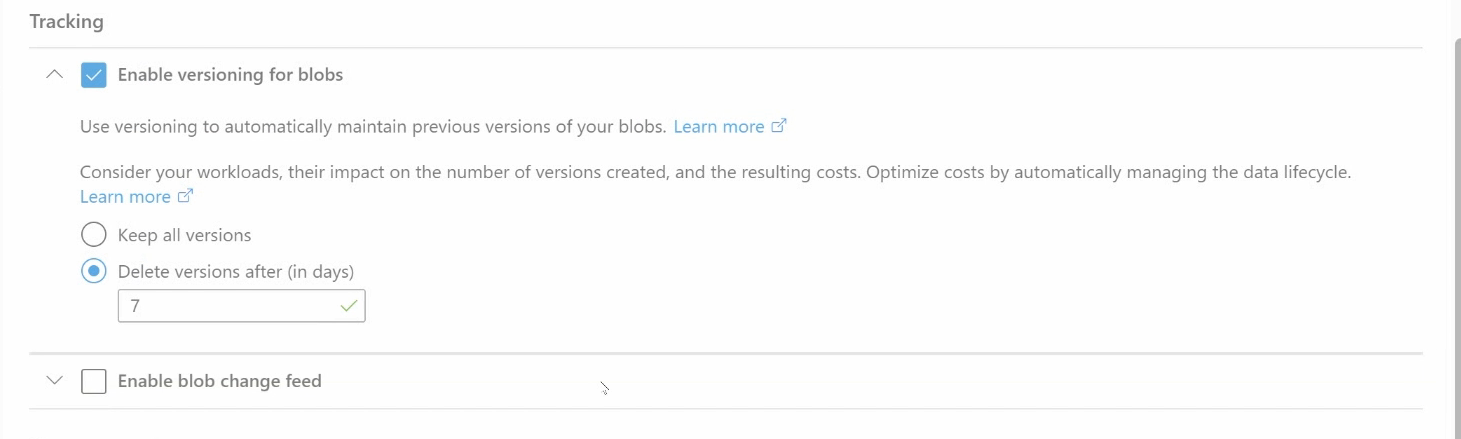 Tracking
Enable versioning for blobs
Use versioning to automatically maintain previous versions of your blobs. Learn more
Consider your workloads, their impact on the number of versions created, and the resulting costs. Optimize costs by automatically managing the data lifecycle.
Learn more
Keep all versions
Delete versions after (in days)
7
Enable blob change feed